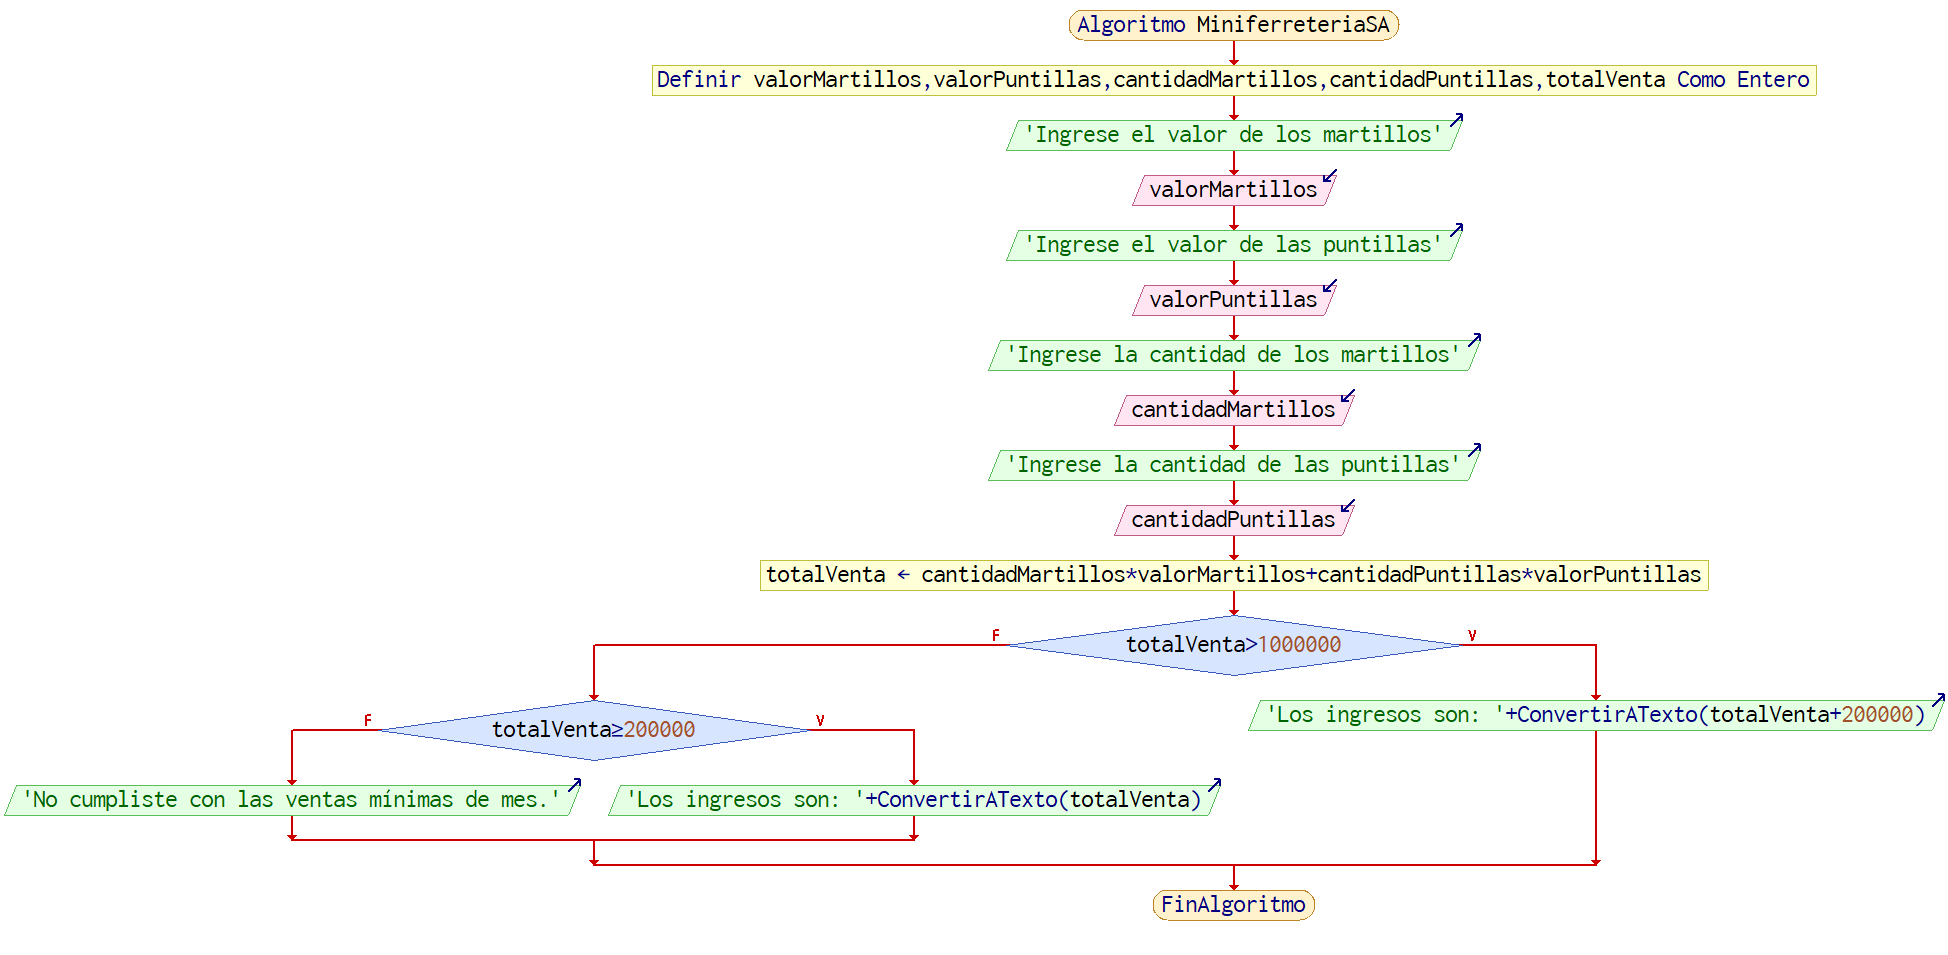 Algoritmo MiniferreteriaSA
Definir valorMartillos,valorPuntillas,cantidadMartillos,cantidadPuntillas,totalVenta Como Entero
'Ingrese el valor de los martillos'
valorMartillos
'Ingrese el valor de las puntillas'
valorPuntillas
'Ingrese la cantidad de los martillos'
cantidadMartillos
'Ingrese la cantidad de las puntillas'
cantidadPuntillas
totalVenta ← cantidadMartillos*valorMartillos+cantidadPuntillas*valorPuntillas
F
totalVenta>1000000
V
F
totalVenta≥200000
V
'Los ingresos son: '+ConvertirATexto(totalVenta+200000)
'No cumpliste con las ventas mínimas de mes.'
'Los ingresos son: '+ConvertirATexto(totalVenta)
FinAlgoritmo